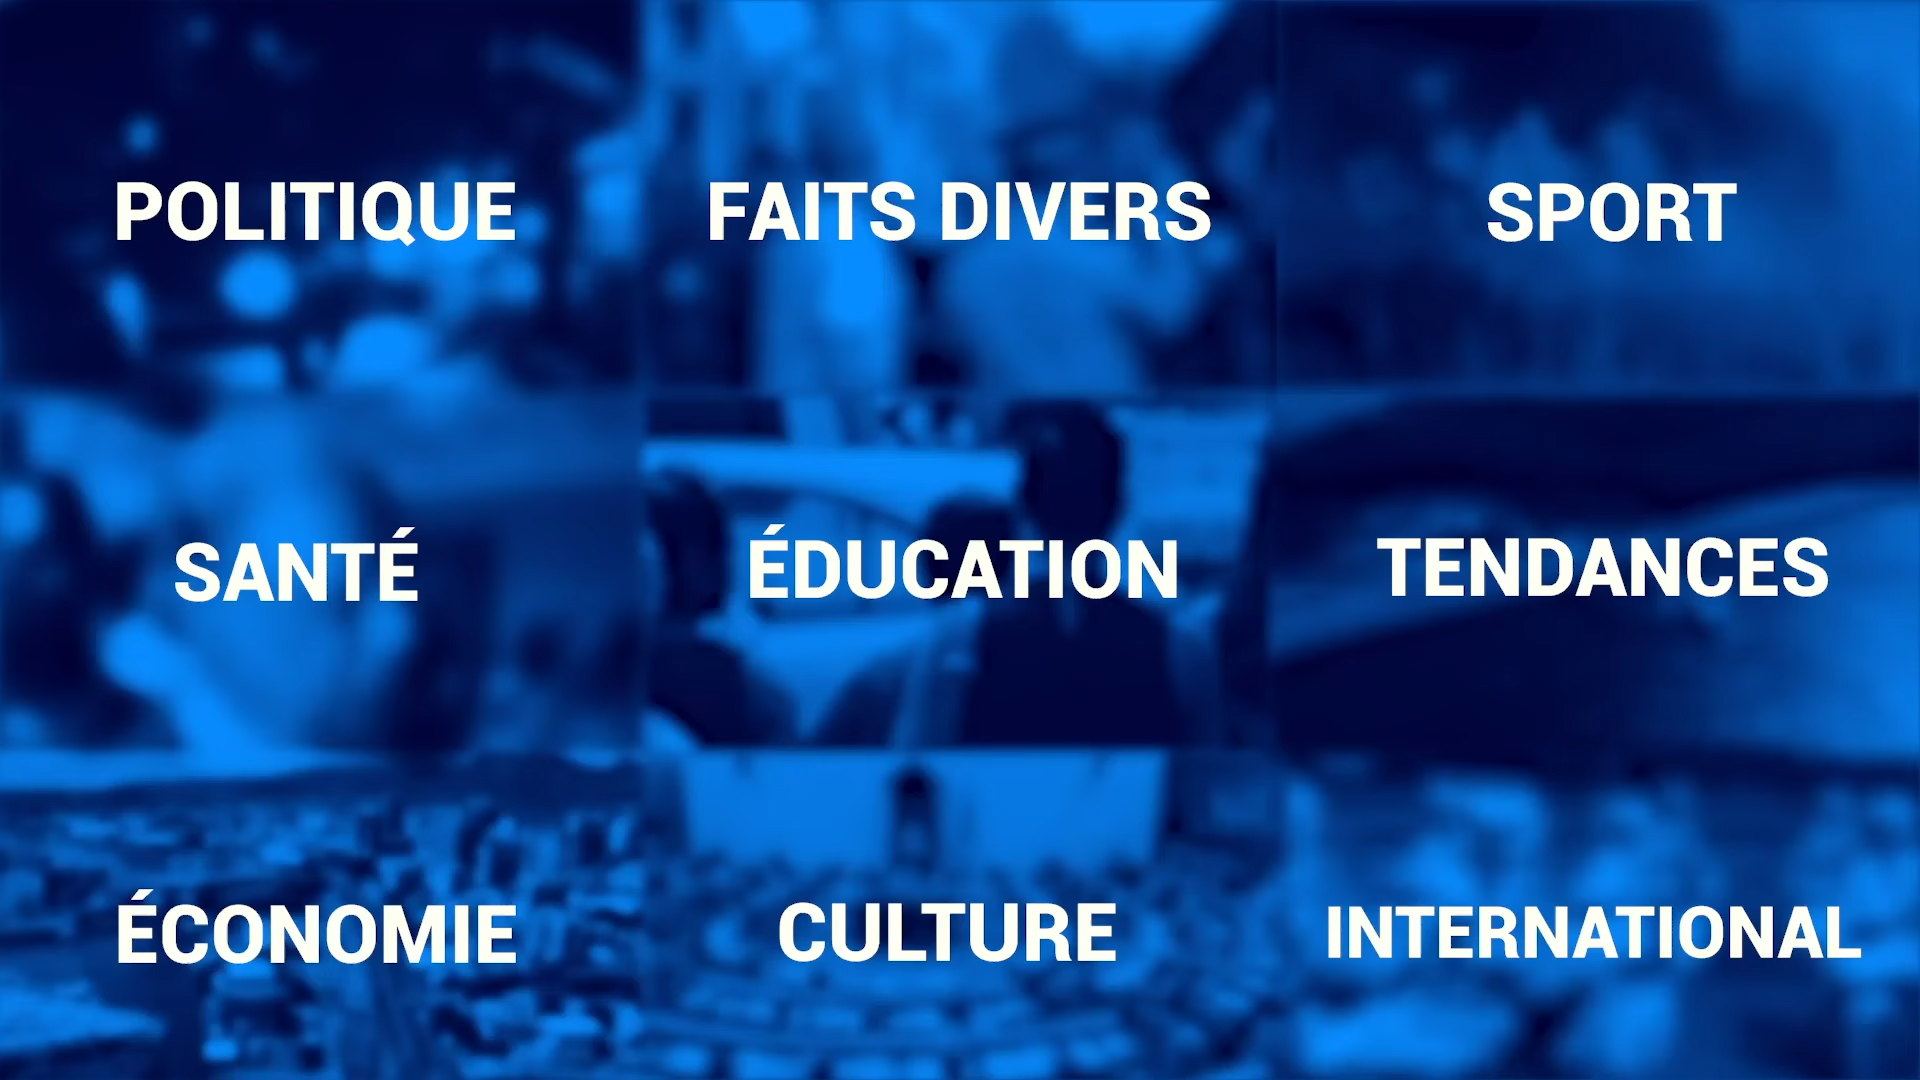 POLITIQUE
FAITS DIVERS
SPORT
SANTÉ
ÉDUCATION
TENDANCES
ÉCONOMIE
CULTURE
INTERNATIONAL